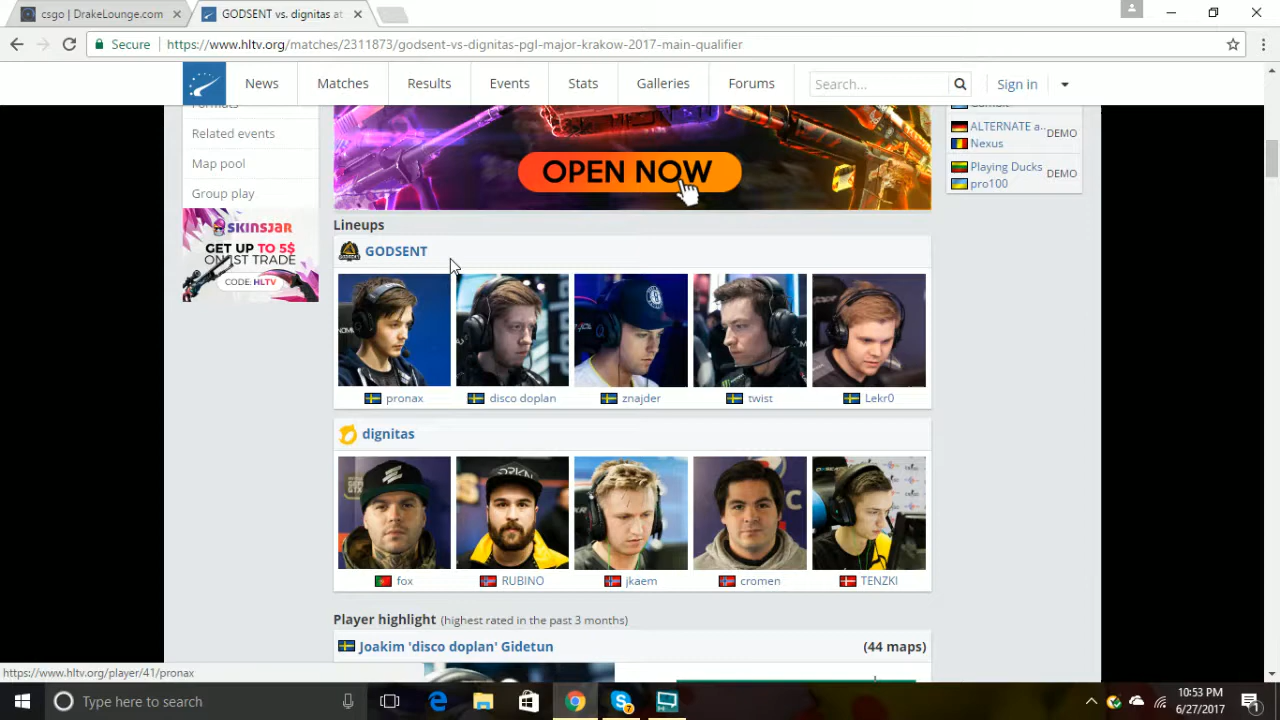 csgo | DrakeLounge.com
GODSENT vs. dignitas at
Secure
https://www.hltv.org/matches/2311873/godsent-vs-dignitas-pgl-major-krakow-2017-main-qualifier
News
Matches
Results
Events
Stats
Galleries
Forums
Search...
Sign in
Formats
Related events
Map pool
Group play
SKINSJAR
GET UP TO 5$
ON 1ST TRADE
CODE: HLTV
OPEN NOW
ALTERNATE a..
Nexus
DEMO
Playing Ducks
pro100
DEMO
Lineups
GODSENT
pronax
disco doplan
znajder
twist
Lekr0
dignitas
fox
RUBINO
jkaem
cromen
TENZKI
Player highlight (highest rated in the past 3 months)
Joakim 'disco doplan' Gidetun
(44 maps)
https://www.hltv.org/player/41/pronax
Type here to search
10:53 PM
6/27/2017